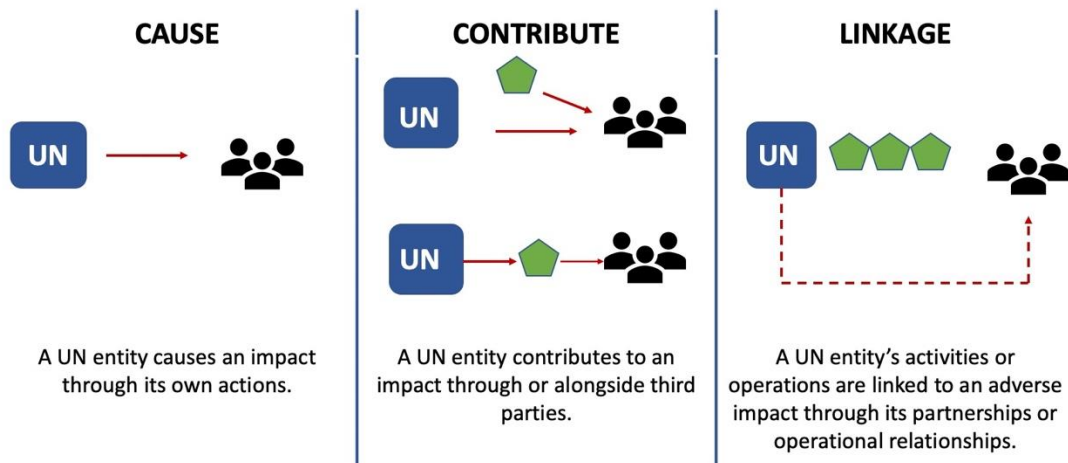 CAUSE
UN
A UN entity causes an impact
through its own actions.
CONTRIBUTE
UN
UN
A UN entity contributes to an
impact through or alongside third
parties.
LINKAGE
UN
A UN entity’s activities or
operations are linked to an adverse
impact through its partnerships or
operational relationships.